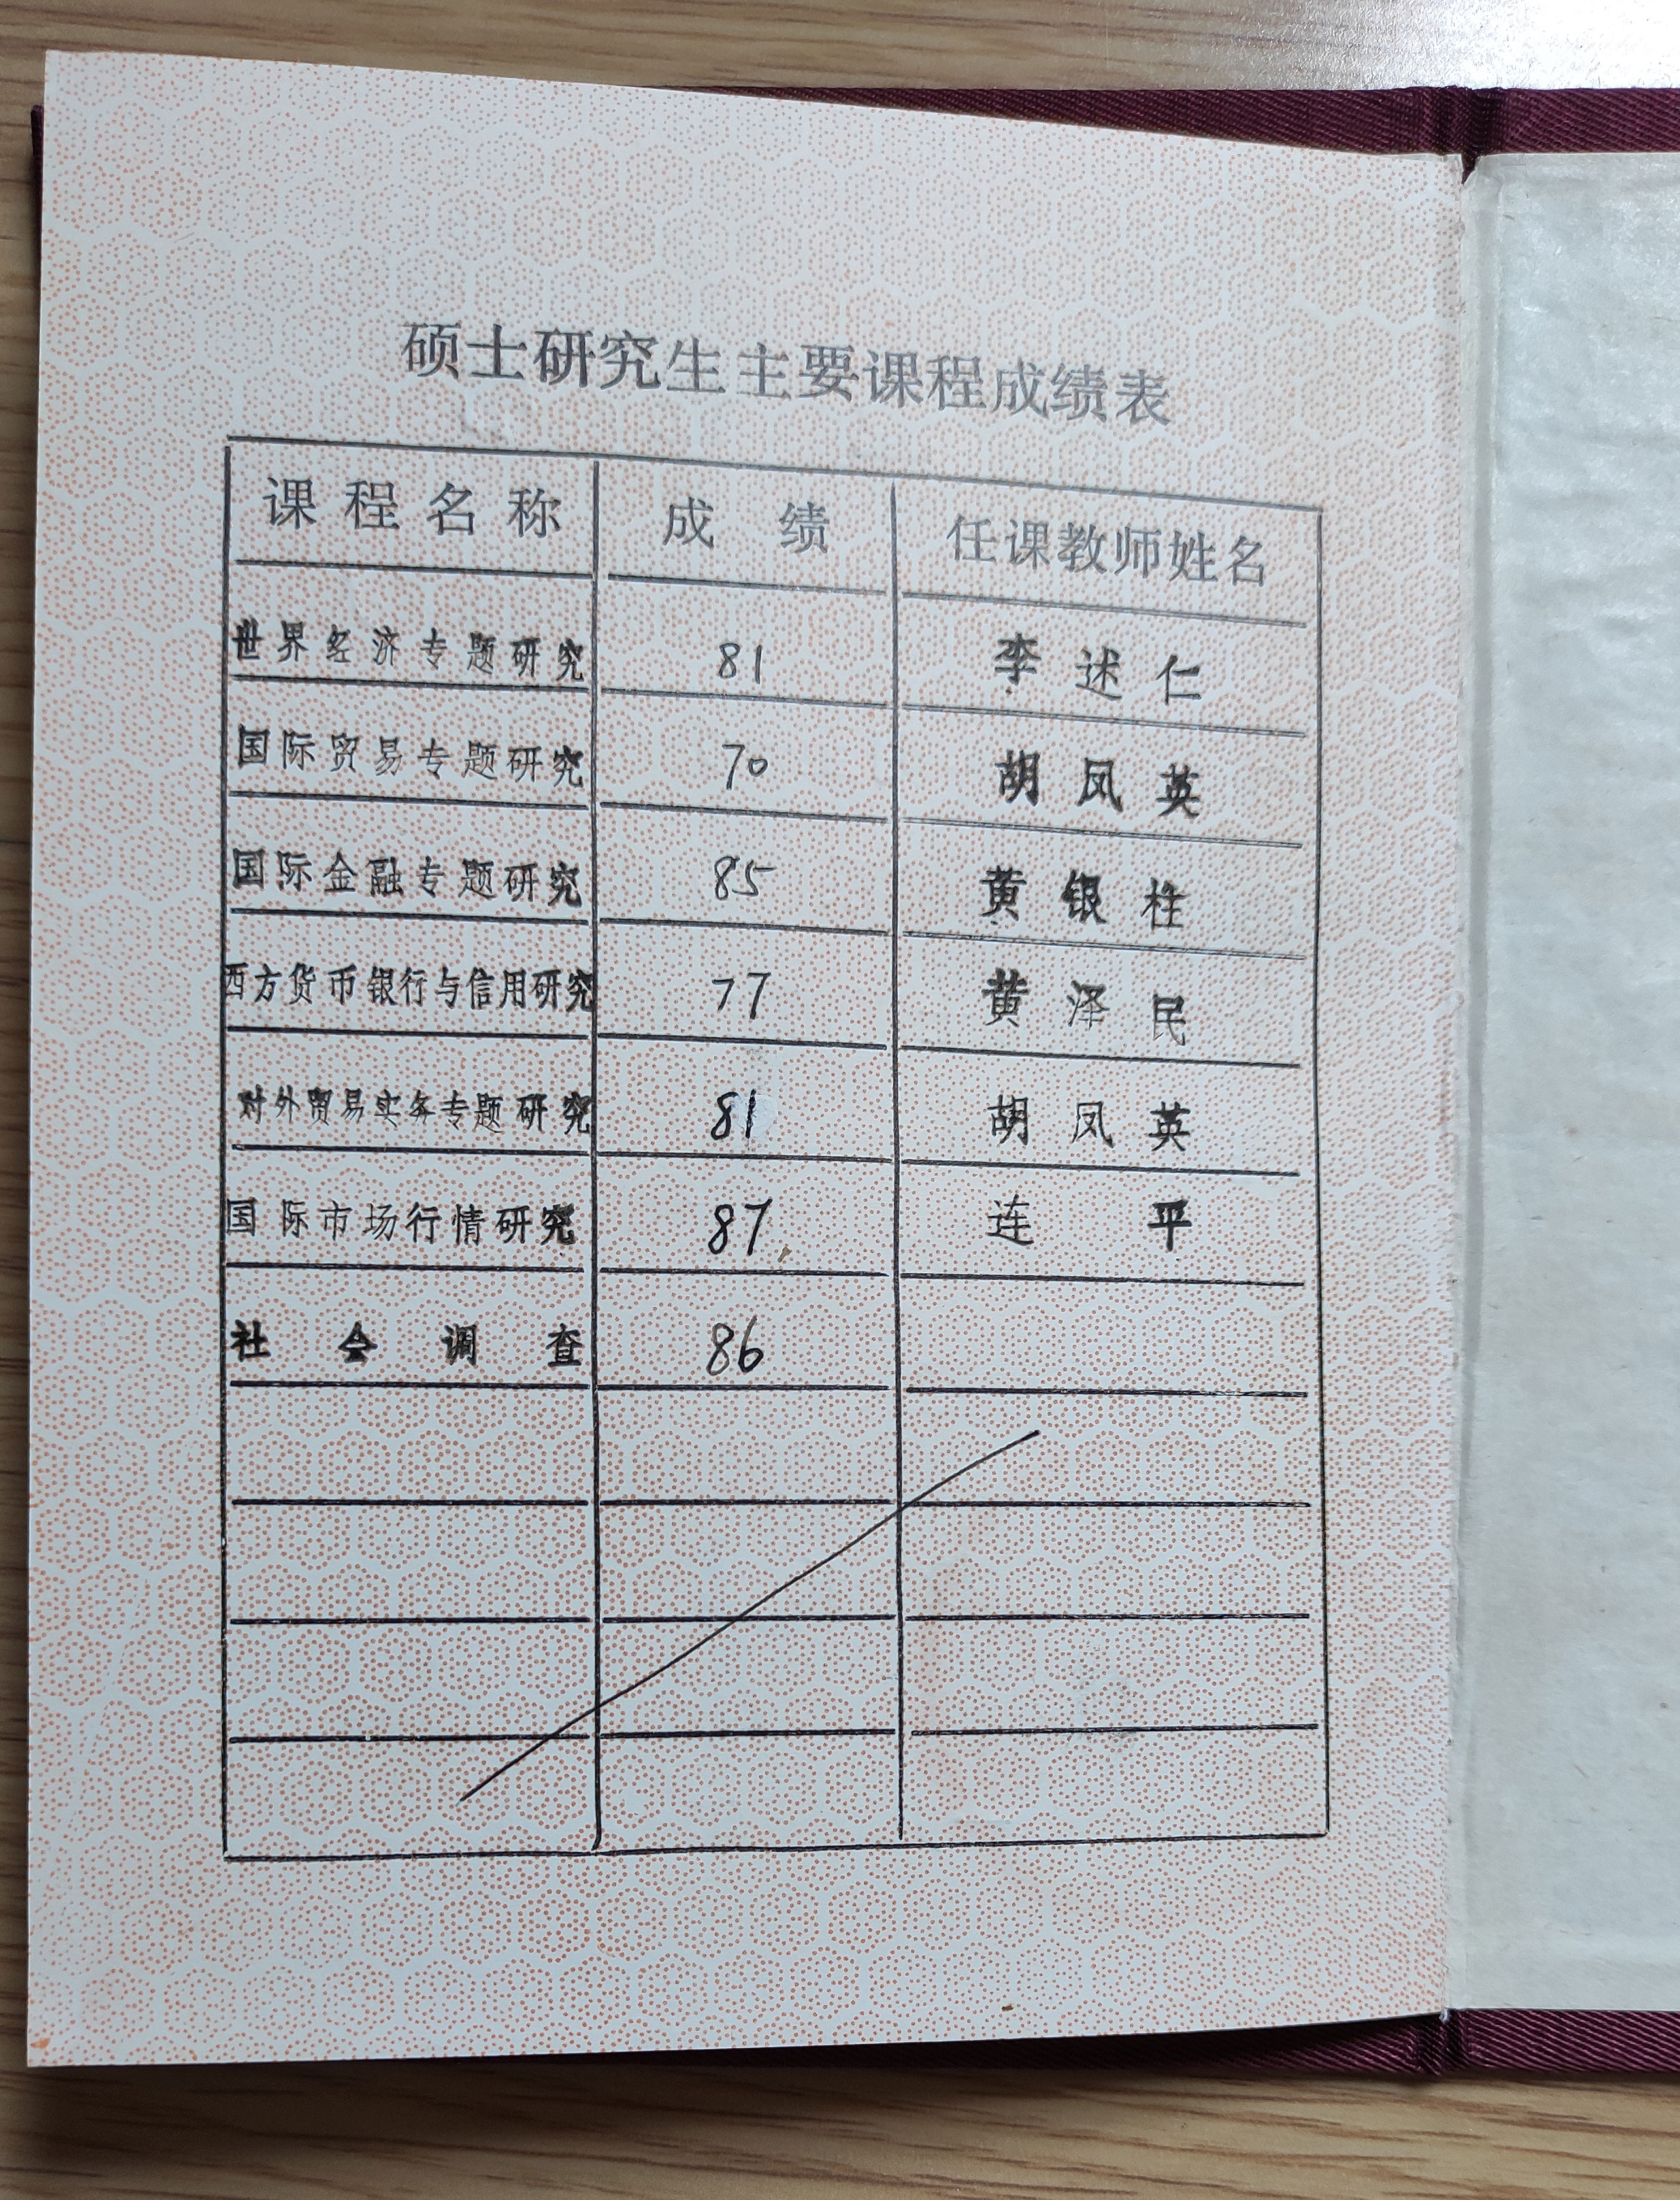 硕士研究生主要课程成绩表
课程名称 成绩 任课教师姓名
世界经济专题研究 81 李述仁
国际贸易专题研究 70 胡凤英
国际金融专题研究 85 黄银柱
西方货币银行与信用研究 77 黄泽民
对外贸易实务专题研究 81 胡凤英
国际市场行情研究 87 连平
社会调查 86